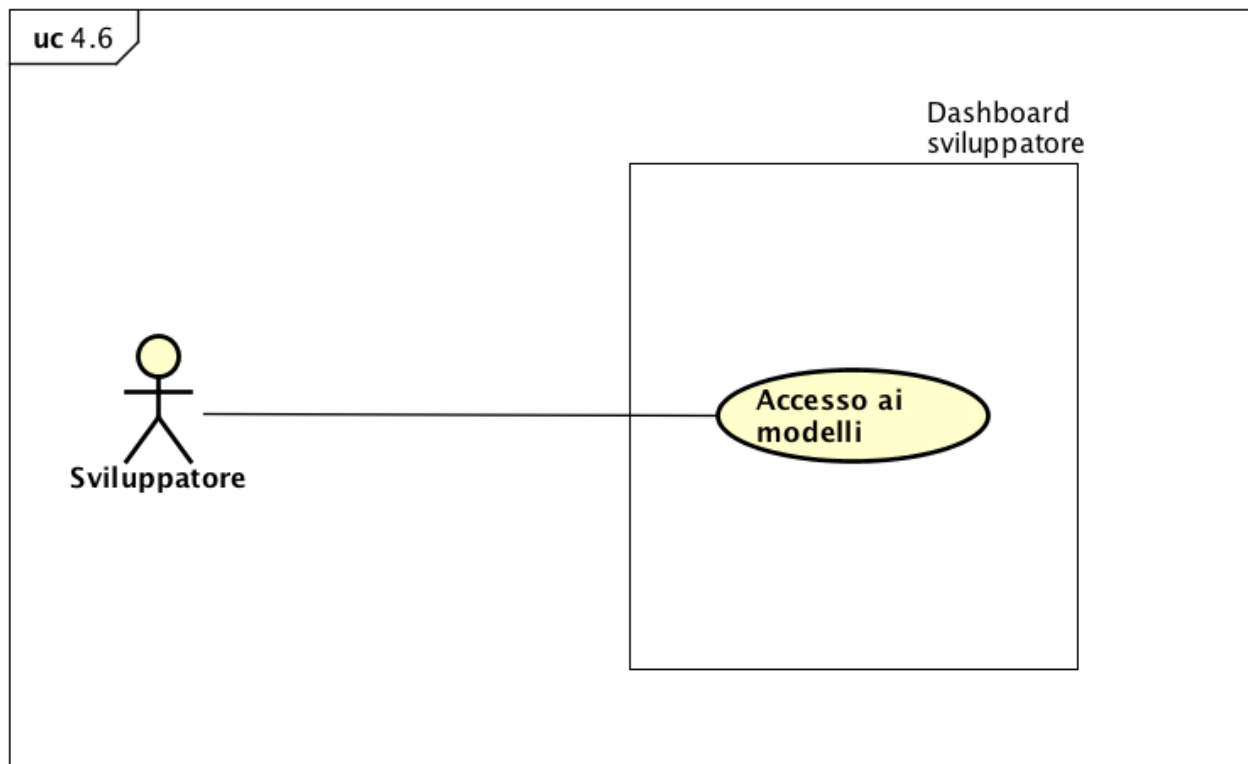 uc 4.6
Dashboard
sviluppatore
Accesso ai
modelli
Sviluppatore